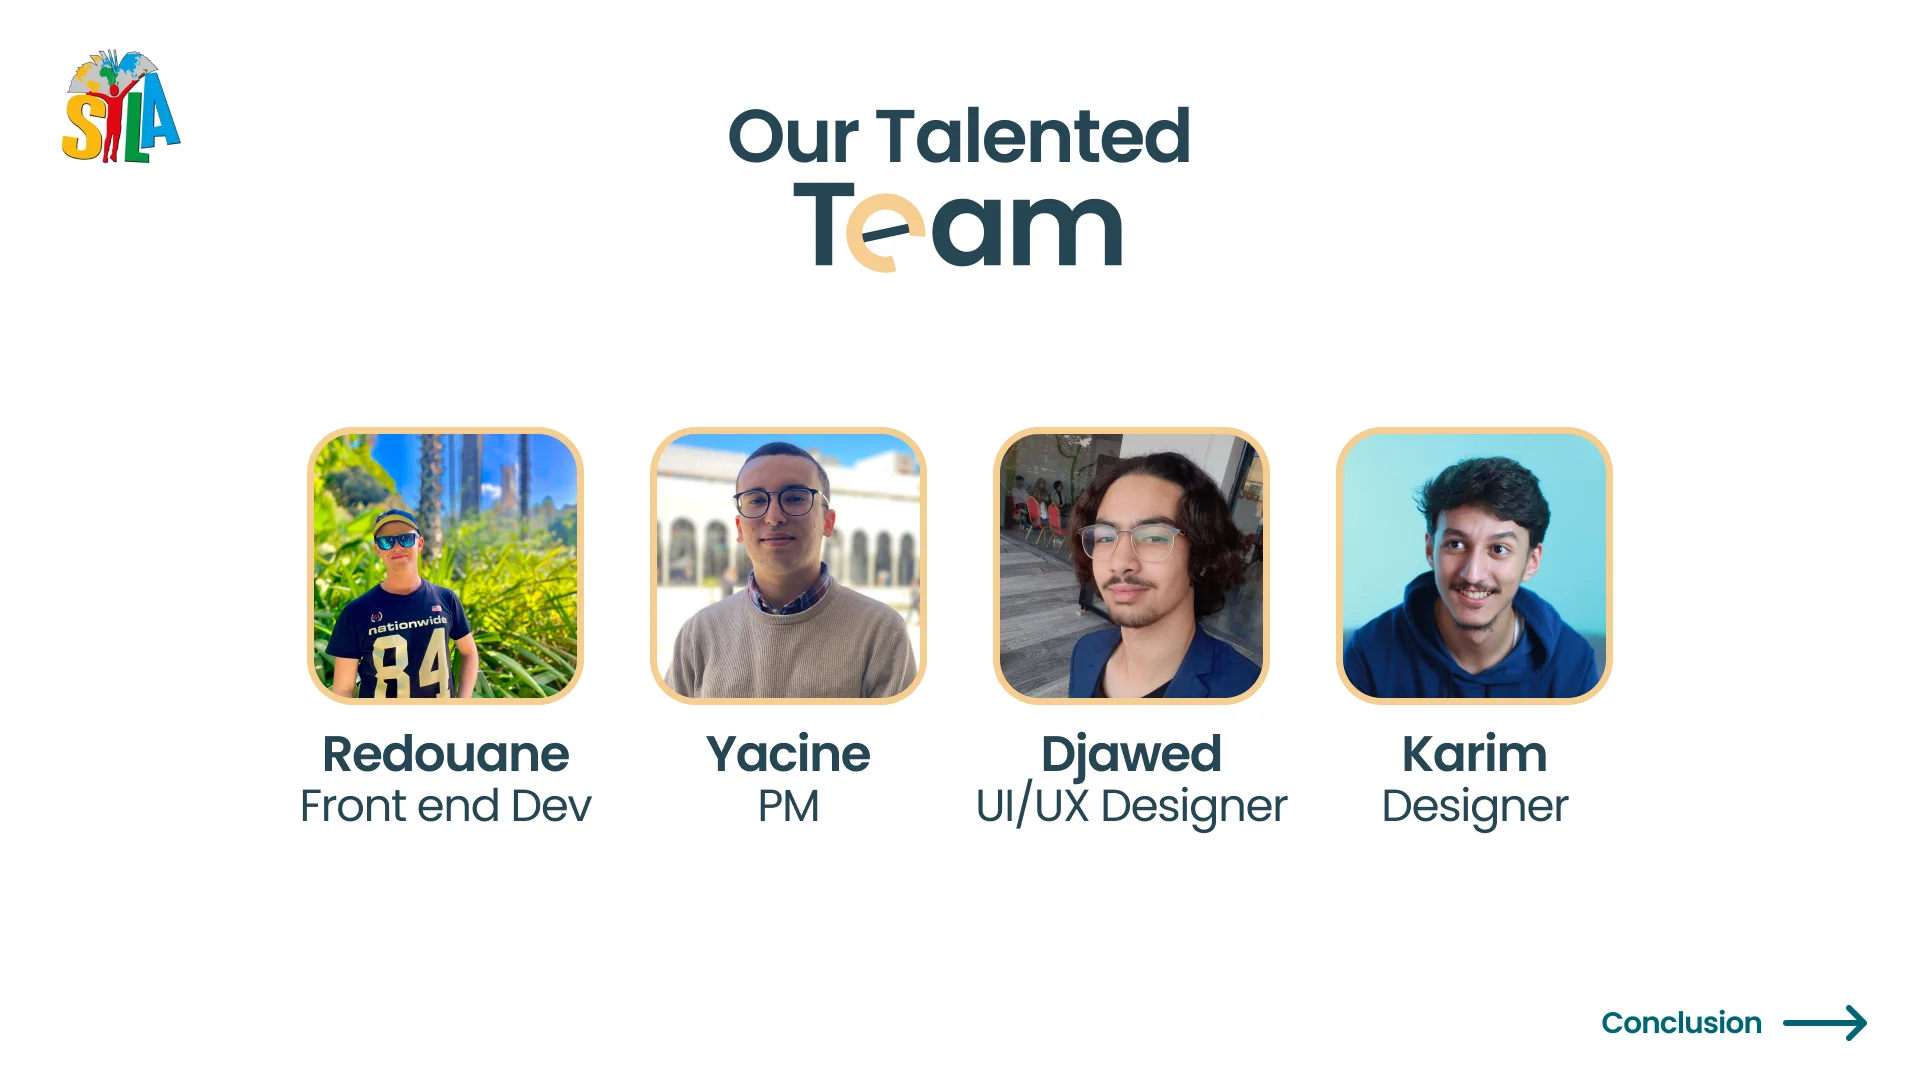 SILA
Our Talented
Team
nationwide
84
Redouane
Front end Dev
Yacine
PM
Djawed
UI/UX Designer
Karim
Designer
Conclusion